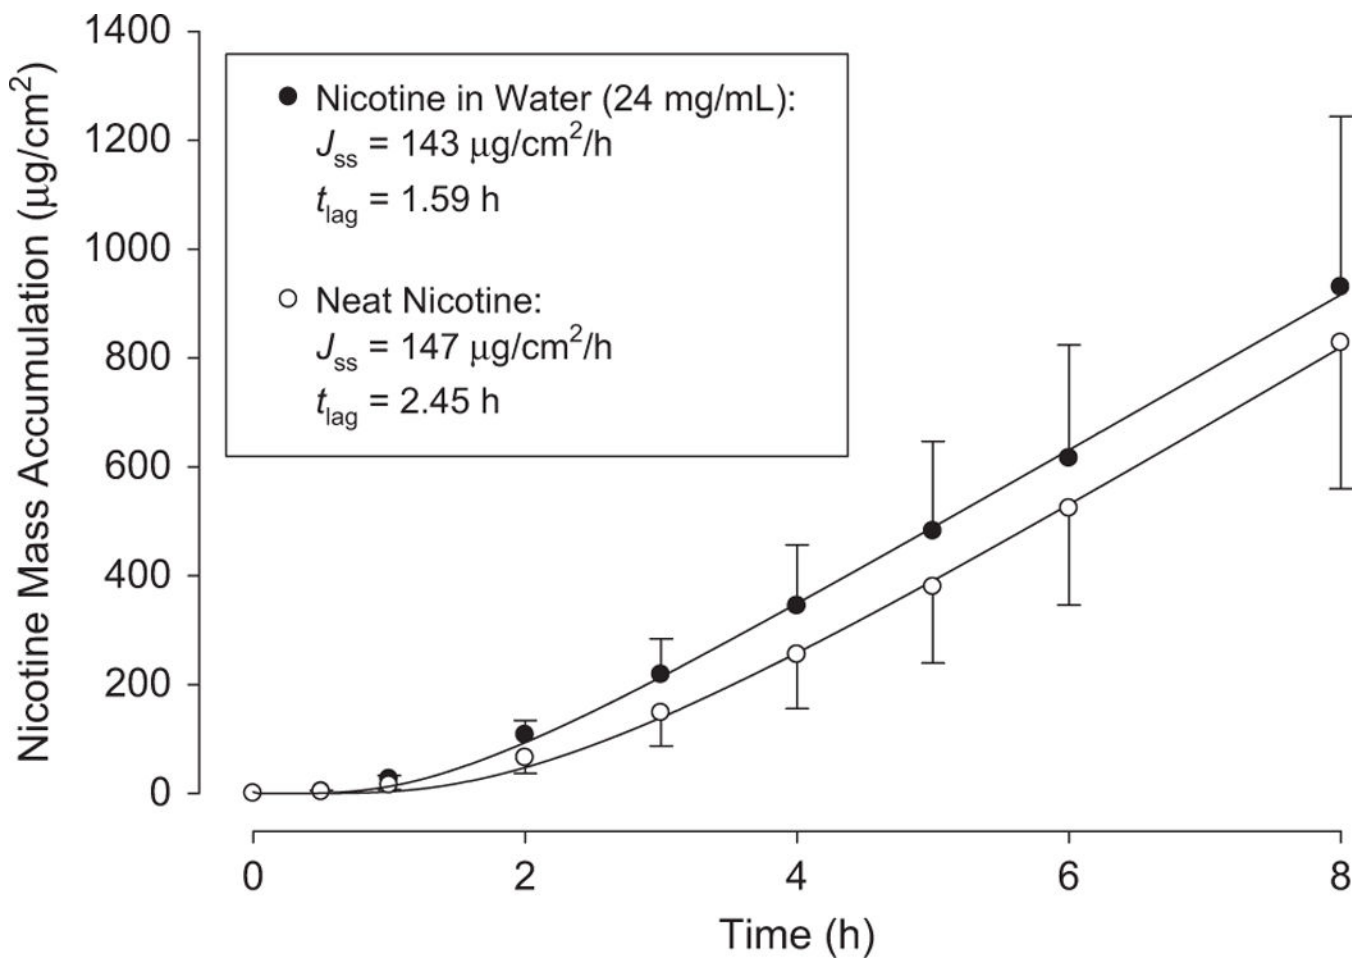 1400
1200
1000
800
600
400
200
0
Nicotine Mass Accumulation (μg/cm²)
Nicotine in Water (24 mg/mL):
Jss = 143 μg/cm²/h
tlag = 1.59 h
Neat Nicotine:
Jss = 147 μg/cm²/h
tlag = 2.45 h
0 2 4 6 8
Time (h)